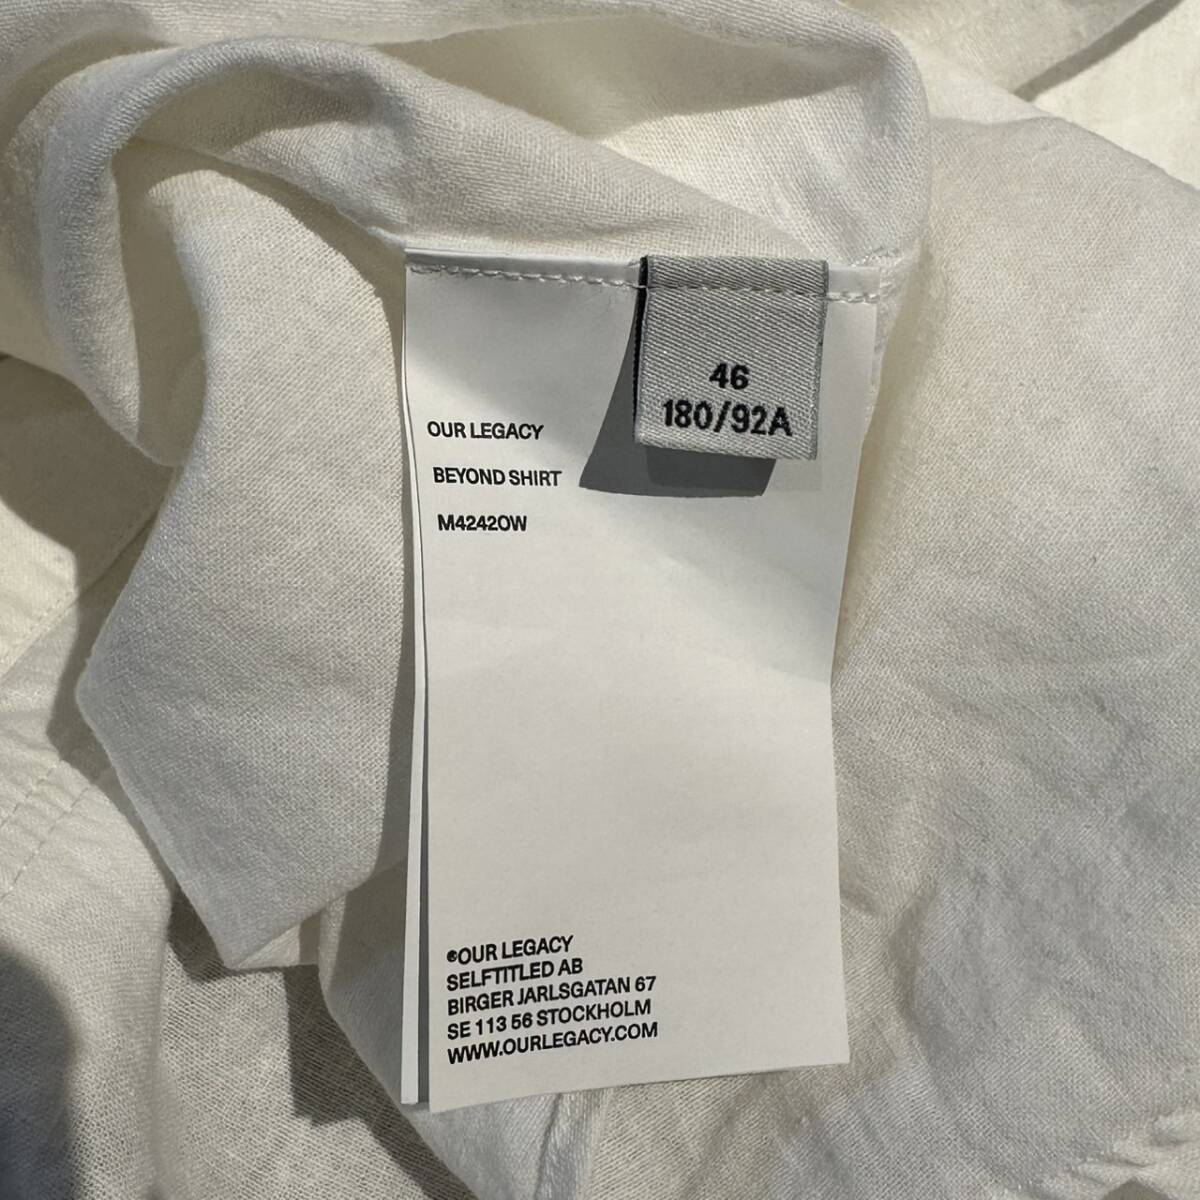 46
180/92A
OUR LEGACY
BEYOND SHIRT
M4242OW
©OUR LEGACY
SELFTITLED AB
BIRGER JARLSGATAN 67
SE 113 56 STOCKHOLM
WWW.OURLEGACY.COM